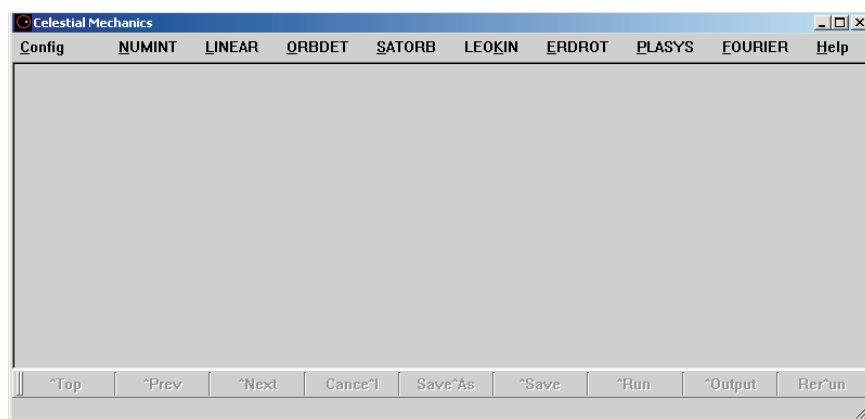 Celestial Mechanics
Config NUMINT LINEAR ORBDET SATORB LEOKIN ERDROT PLASYS FOURIER Help
^Top ^Prev ^Next Cance^l Save^As ^Save ^Run ^Output Rer^un